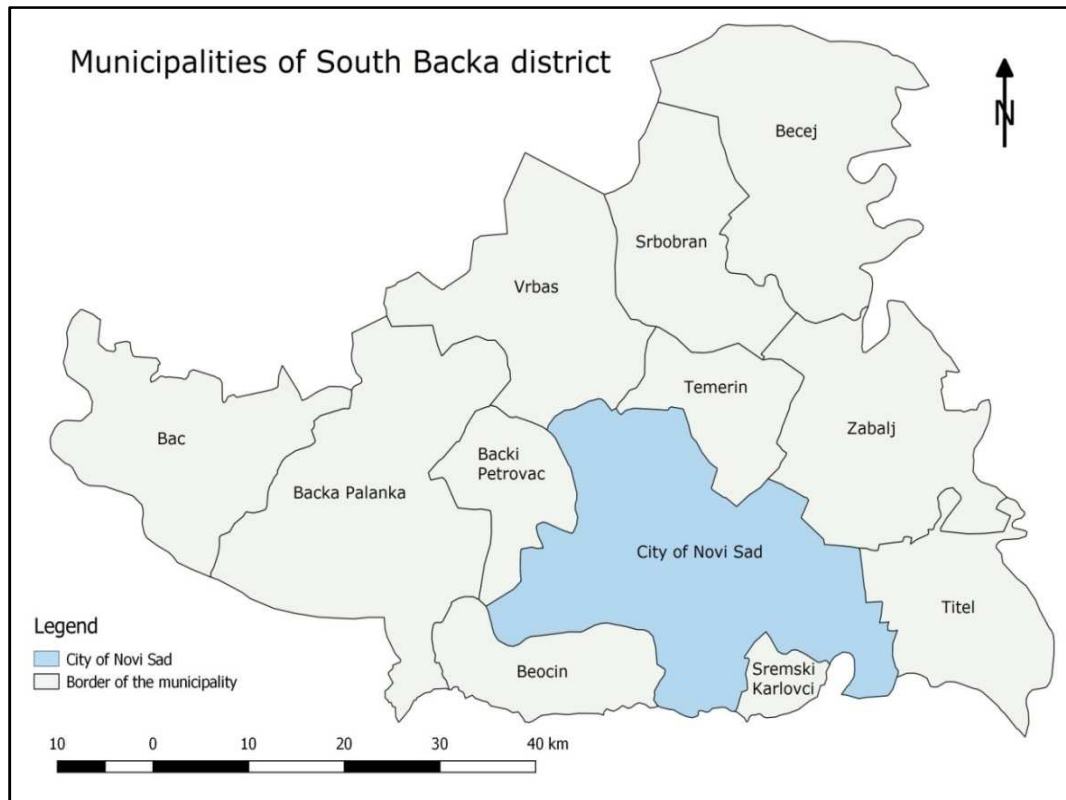 Municipalities of South Backa district
N
Becej
Srbobran
Vrbas
Temerin
Zabalj
Bac
Backi
Petrovac
Backa Palanka
City of Novi Sad
Titel
Beocin
Sremski
Karlovci
Legend
City of Novi Sad
Border of the municipality
10 0 10 20 30 40 km